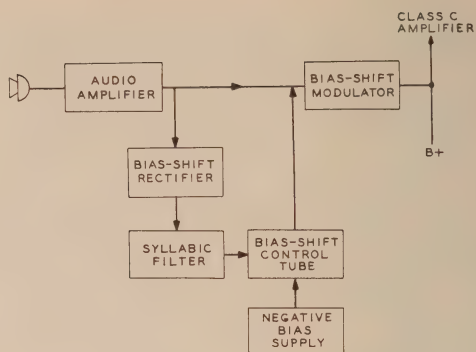 CLASS C
AMPLIFIER
AUDIO
AMPLIFIER
BIAS-SHIFT
MODULATOR
B+
BIAS-SHIFT
RECTIFIER
SYLLABIC
FILTER
BIAS-SHIFT
CONTROL
TUBE
NEGATIVE
BIAS
SUPPLY